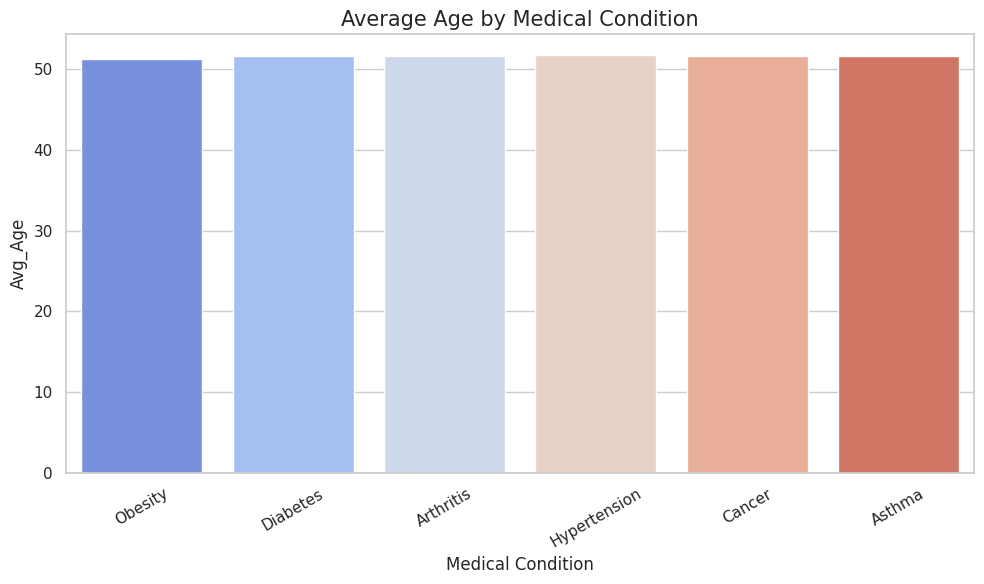 Average Age by Medical Condition
50
40
30
20
10
0
Avg_Age
Obesity
Diabetes
Arthritis
Hypertension
Cancer
Asthma
Medical Condition